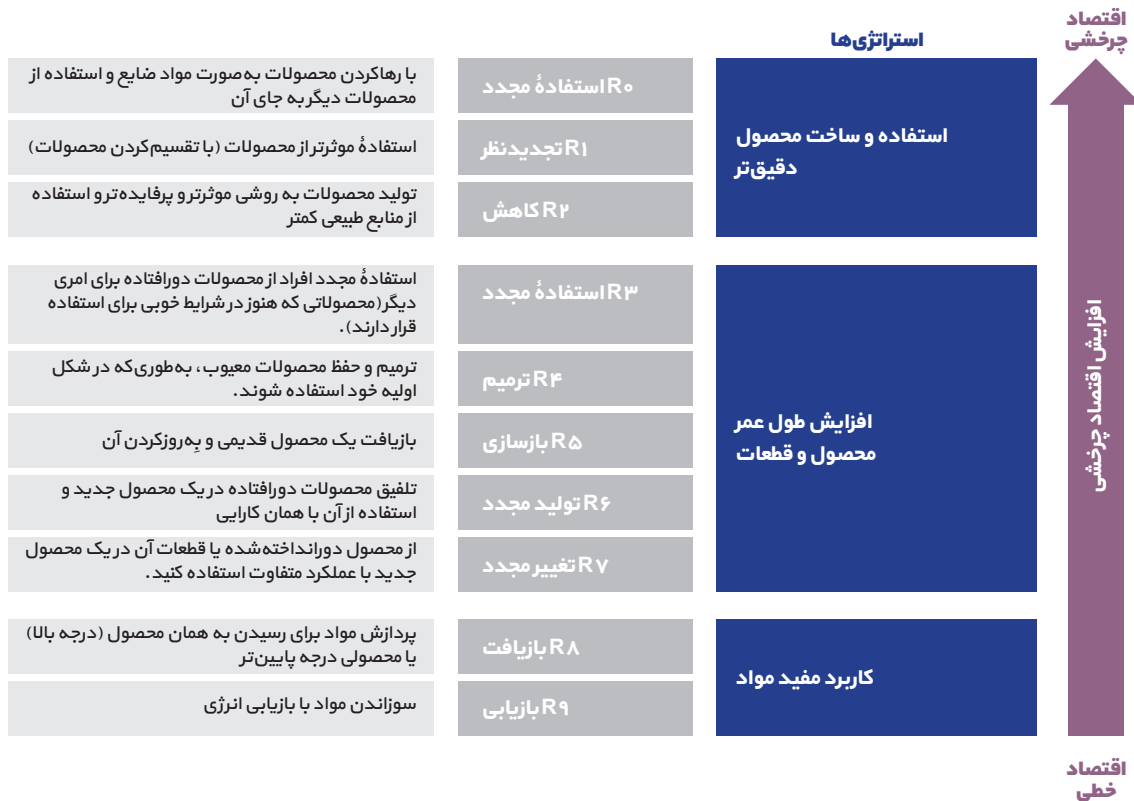 اقتصاد
چرخشی
استراتژی‌ها
استفاده و ساخت محصول
دقیق‌تر
R۰ استفادهٔ مجدد
با رهاکردن محصولات به‌صورت مواد ضایع و استفاده از
محصولات دیگر به جای آن
R۱ تجدیدنظر
استفادهٔ موثرتر از محصولات (با تقسیم‌کردن محصولات)
R۲ کاهش
تولید محصولات به روشی موثرتر و پرفایده‌تر و استفاده
از منابع طبیعی کمتر
افزایش طول عمر
محصول و قطعات
R۳ استفادهٔ مجدد
استفادهٔ مجدد افراد از محصولات دورافتاده برای امری
دیگر (محصولاتی که هنوز در شرایط خوبی برای استفاده
قرار دارند).
R۴ ترمیم
ترمیم و حفظ محصولات معیوب، به‌طوری‌که در شکل
اولیه خود استفاده شوند.
R۵ بازسازی
بازیافت یک محصول قدیمی و بِه‌روزکردن آن
R۶ تولید مجدد
تلفیق محصولات دورافتاده در یک محصول جدید و
استفاده از آن با همان کارایی
R۷ تغییر مجدد
از محصول دورانداخته‌شده یا قطعات آن در یک محصول
جدید با عملکرد متفاوت استفاده کنید.
کاربرد مفید مواد
R۸ بازیافت
پردازش مواد برای رسیدن به همان محصول (درجه بالا)
یا محصولی درجه پایین‌تر
R۹ بازیابی
سوزاندن مواد با بازیابی انرژی
افزایش اقتصاد چرخشی
اقتصاد
خطی